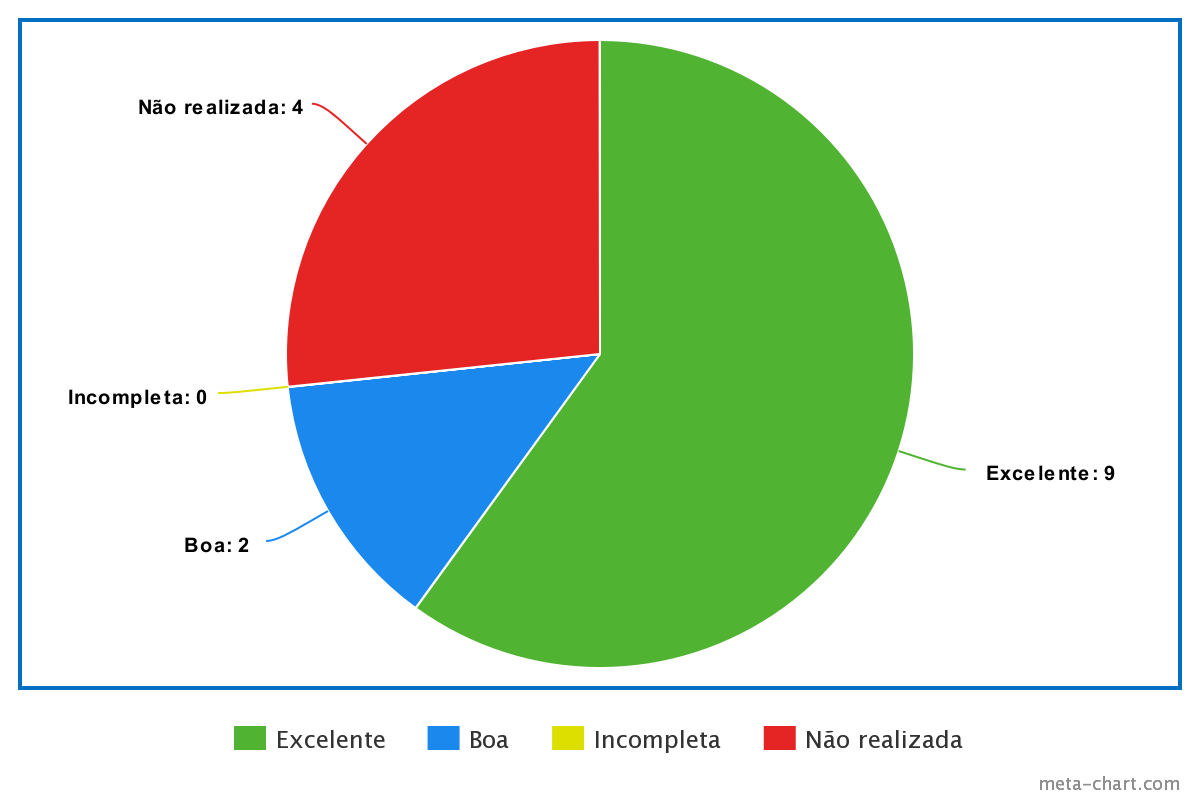 Não realizada: 4
Incompleta: 0
Excelente: 9
Boa: 2
Excelente Boa Incompleta Não realizada
meta-chart.com